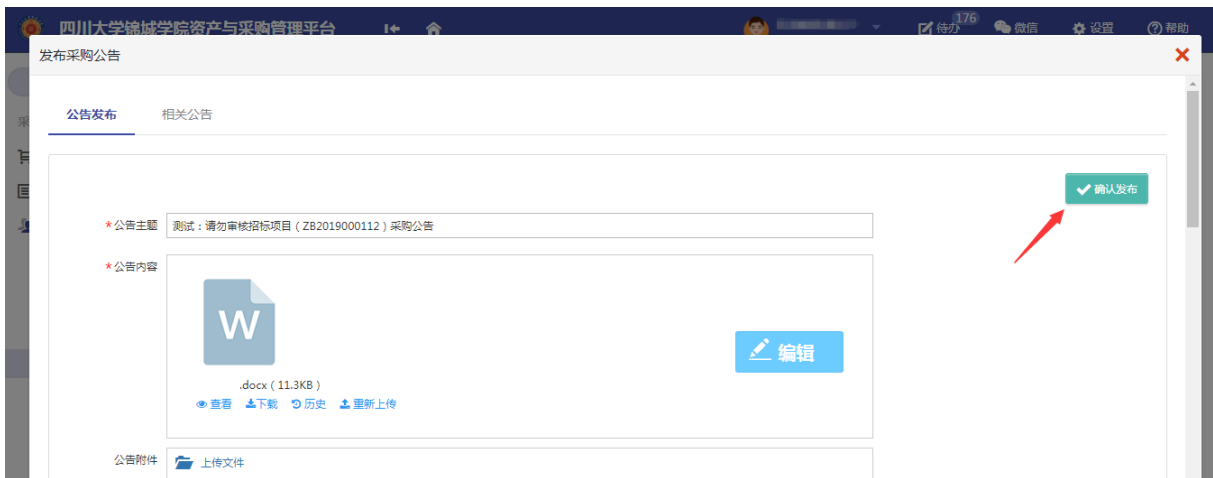 四川大学锦城学院资产与采购管理平台
待办 176 微信 设置 帮助
发布采购公告
公告发布 相关公告
采
确认发布
*公告主题 测试：请勿审核招标项目（ZB2019000112）采购公告
*公告内容
W
编辑
.docx（11.3KB）
查看 下载 历史 重新上传
公告附件 上传文件